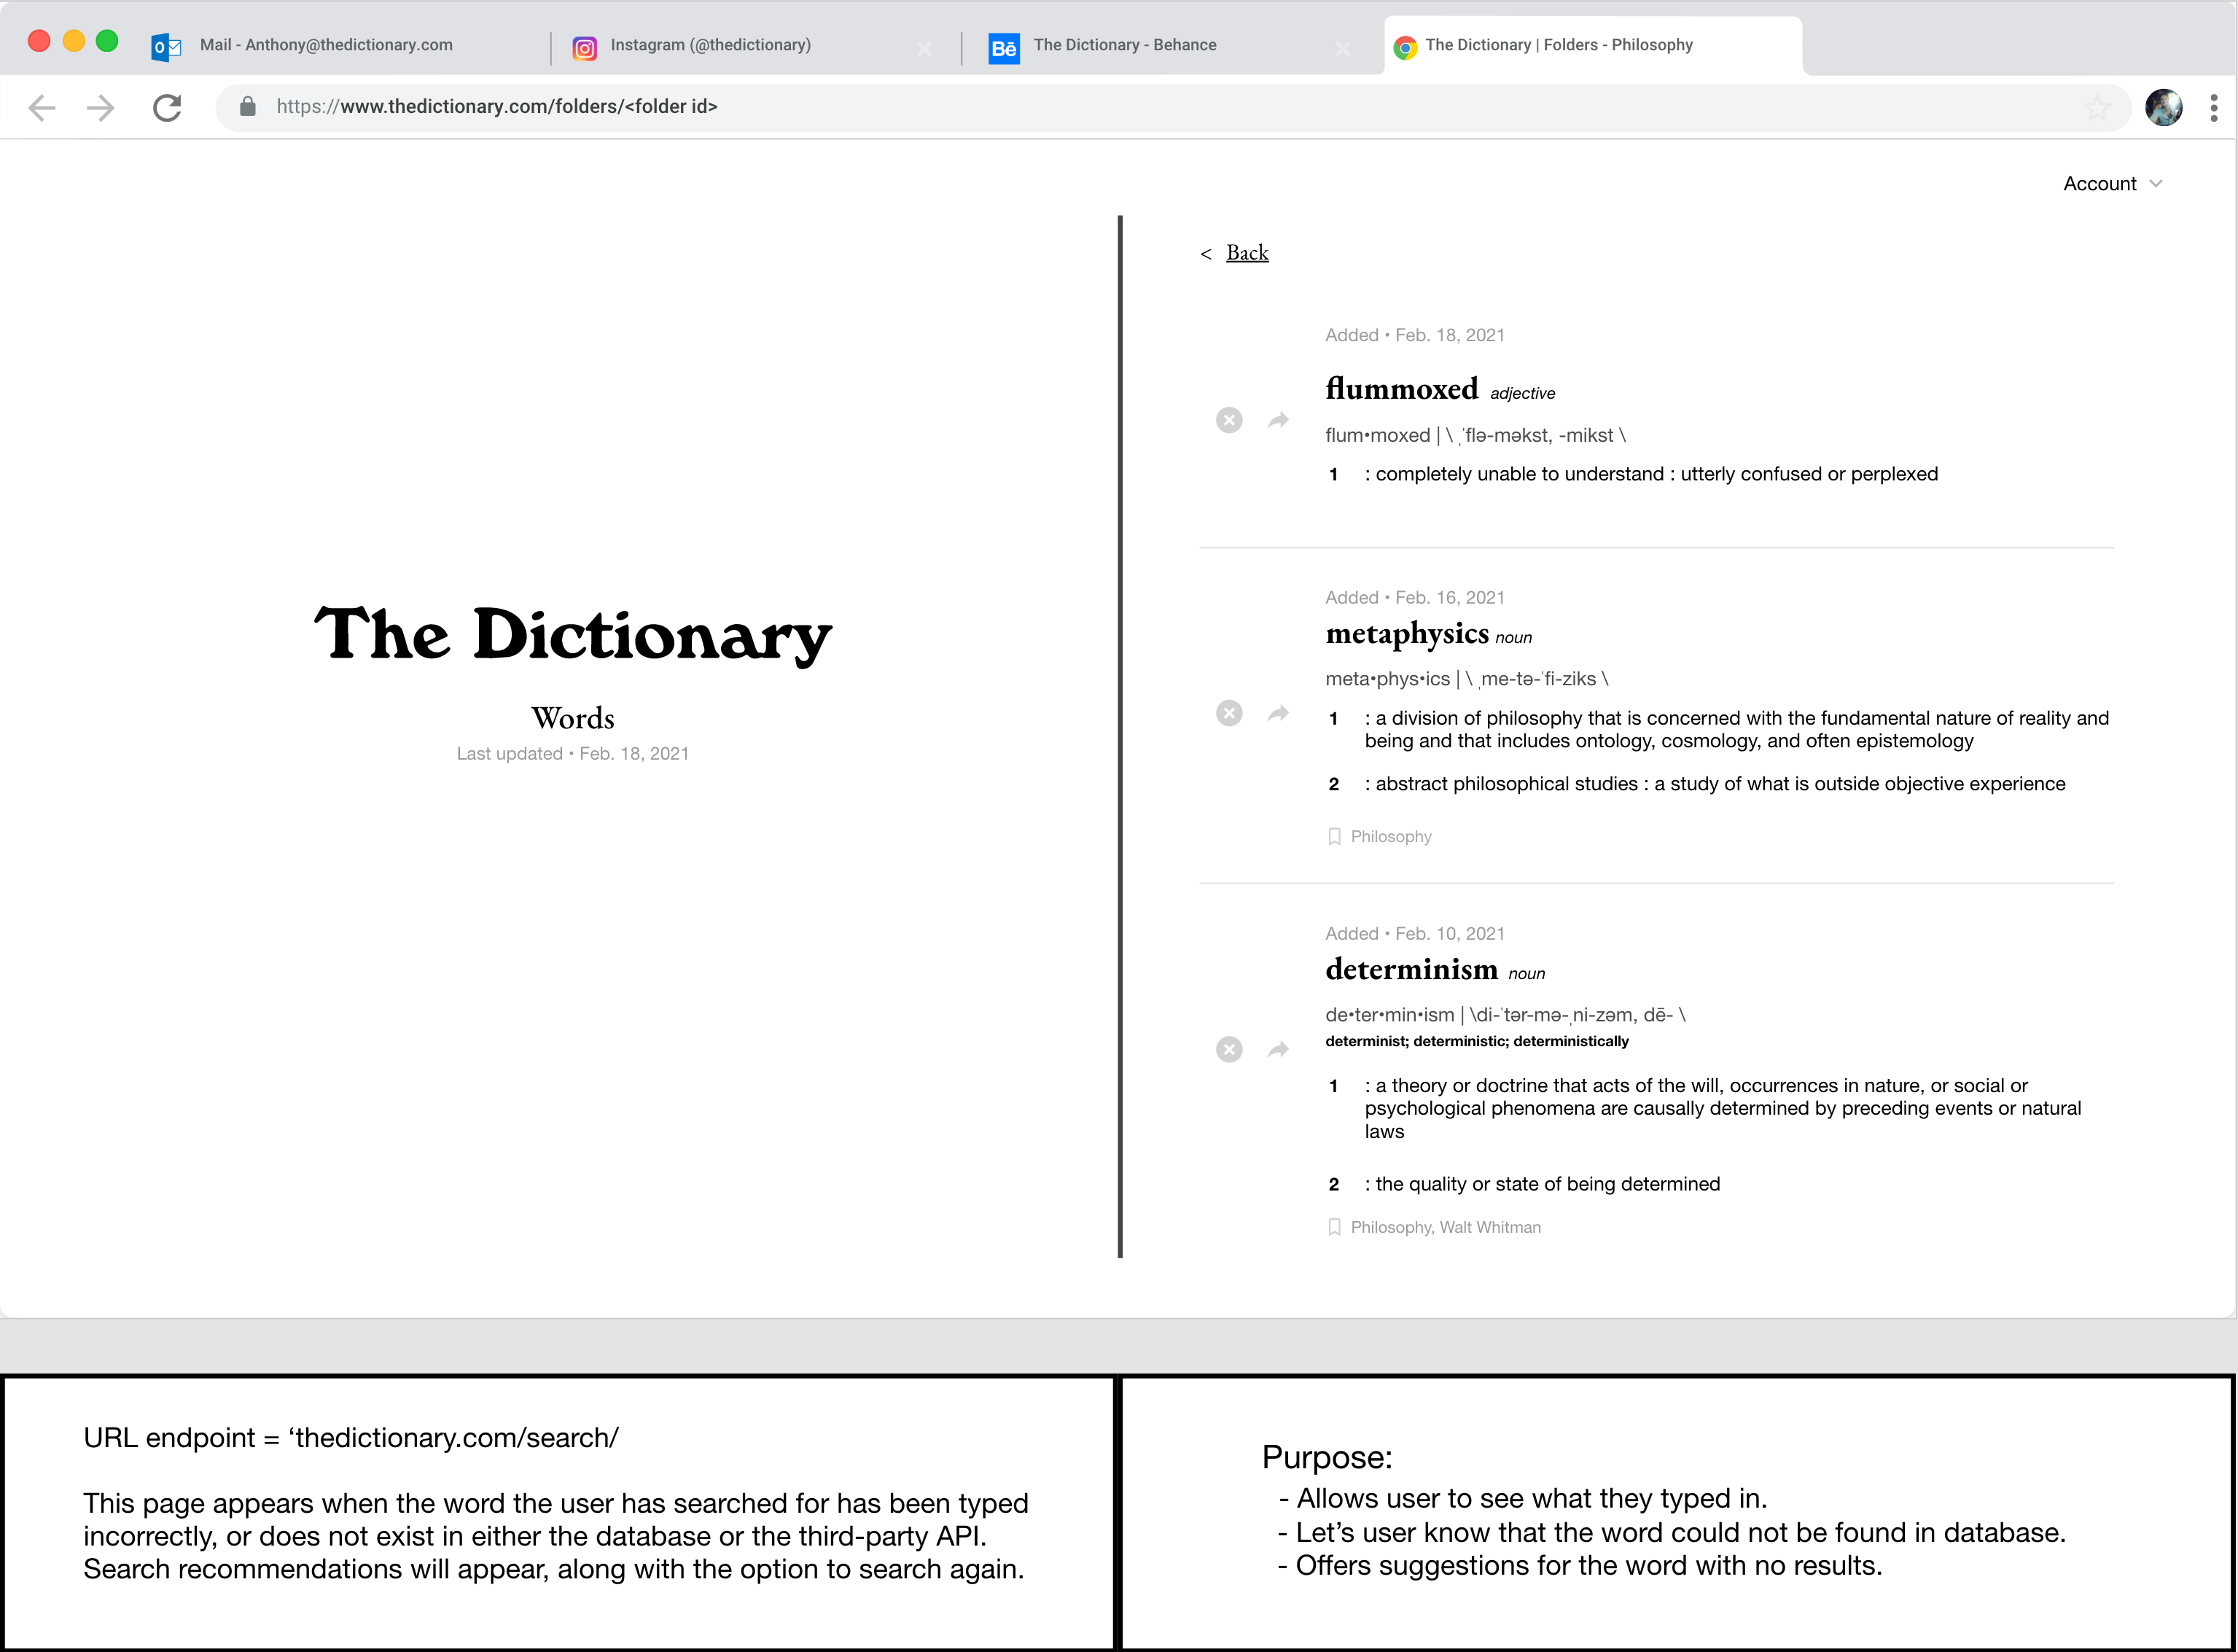 Mail - Anthony@thedictionary.com
Instagram (@thedictionary)
Bē
The Dictionary - Behance
The Dictionary | Folders - Philosophy
https://www.thedictionary.com/folders/<folder id>
Account
< Back
The Dictionary
Words
Last updated • Feb. 18, 2021
Added • Feb. 18, 2021
flummoxed adjective
flum•moxed | \ ˌˈflə-məkst, -mikst \
1 : completely unable to understand : utterly confused or perplexed
Added • Feb. 16, 2021
metaphysics noun
meta•phys•ics | \ ˌme-tə-ˈfi-ziks \
1 : a division of philosophy that is concerned with the fundamental nature of reality and
being and that includes ontology, cosmology, and often epistemology
2 : abstract philosophical studies : a study of what is outside objective experience
Philosophy
Added • Feb. 10, 2021
determinism noun
de•ter•min•ism | \di-ˈtər-mə-ˌni-zəm, dē- \
determinist; deterministic; deterministically
1 : a theory or doctrine that acts of the will, occurrences in nature, or social or
psychological phenomena are causally determined by preceding events or natural
laws
2 : the quality or state of being determined
Philosophy, Walt Whitman
URL endpoint = ‘thedictionary.com/search/
This page appears when the word the user has searched for has been typed
incorrectly, or does not exist in either the database or the third-party API.
Search recommendations will appear, along with the option to search again.
Purpose:
- Allows user to see what they typed in.
- Let’s user know that the word could not be found in database.
- Offers suggestions for the word with no results.